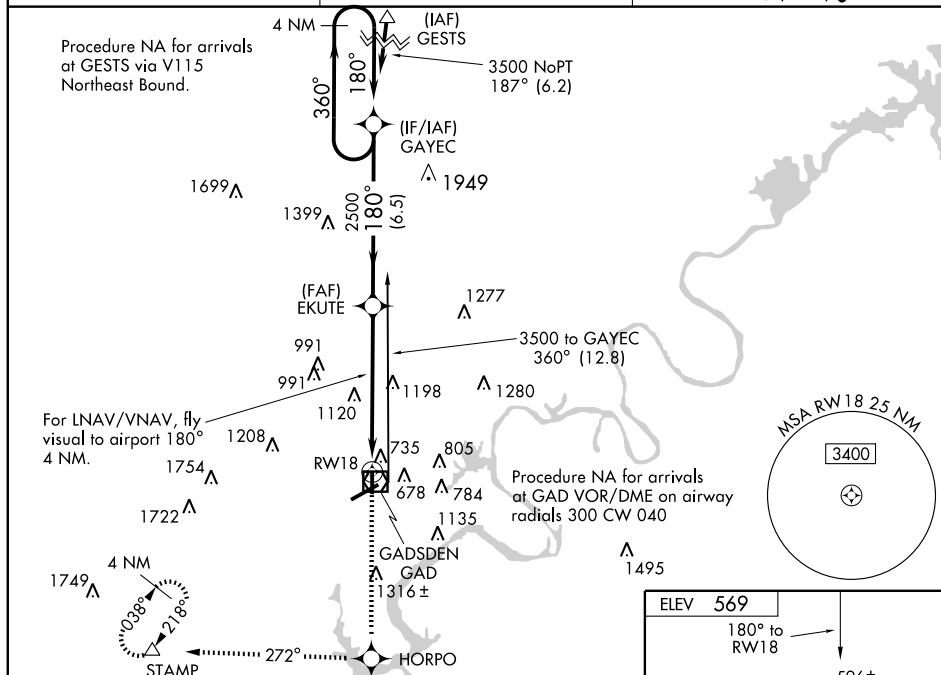 4 NM
(IAF)
GESTS
Procedure NA for arrivals
at GESTS via V115
Northeast Bound.
3500 NoPT
187° (6.2)
360°
180°
(IF/IAF)
GAYEC
1949
1699
1399
2500
180°
(6.5)
(FAF)
EKUTE
1277
3500 to GAYEC
360° (12.8)
991
991
1198
1280
1120
For LNAV/VNAV, fly
visual to airport 180°
4 NM.
1208
735
805
RW18
1754
678
784
Procedure NA for arrivals
at GAD VOR/DME on airway
radials 300 CW 040
MSA RW18 25 NM
3400
1722
1135
GADSDEN
GAD
1495
1749
4 NM
1316 ±
038°
218°
STAMP
272°
HORPO
ELEV 569
180° to
RW18